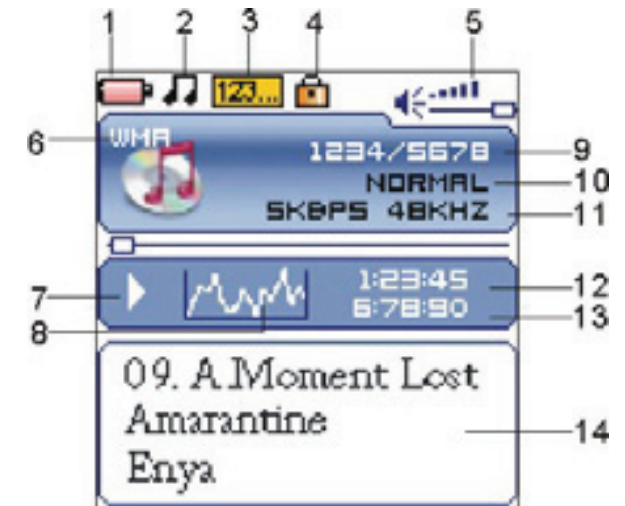 1 2 3 4 5
123...
6 WMA 1234/5678 9
NORMAL 10
5KBPS 48KHZ 11
7 1:23:45 12
8 6:78:90 13
09. A Moment Lost
Amarantine 14
Enya